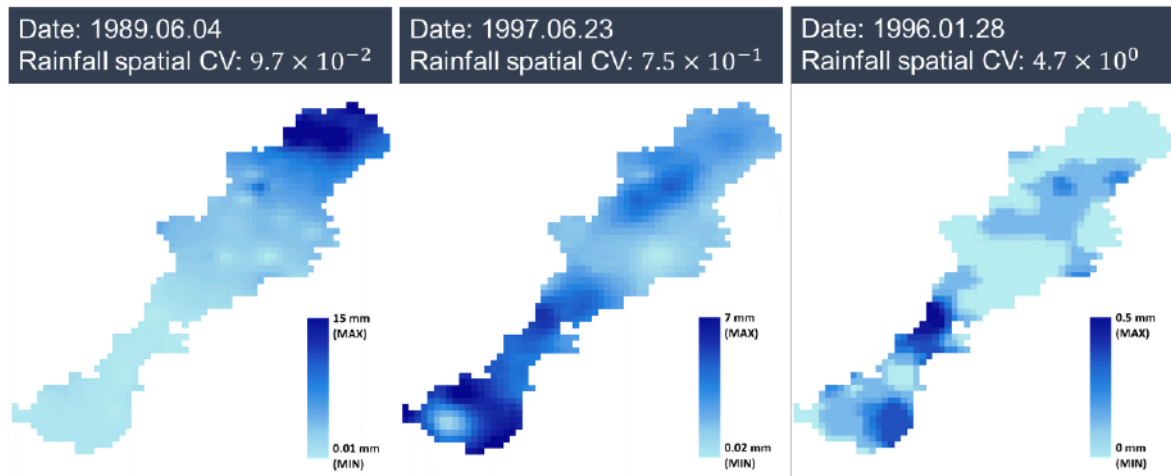 Date: 1989.06.04
Rainfall spatial CV: 9.7 × 10⁻²
15 mm
(MAX)
0.01 mm
(MIN)
Date: 1997.06.23
Rainfall spatial CV: 7.5 × 10⁻¹
7 mm
(MAX)
0.02 mm
(MIN)
Date: 1996.01.28
Rainfall spatial CV: 4.7 × 10⁰
0.5 mm
(MAX)
0 mm
(MIN)